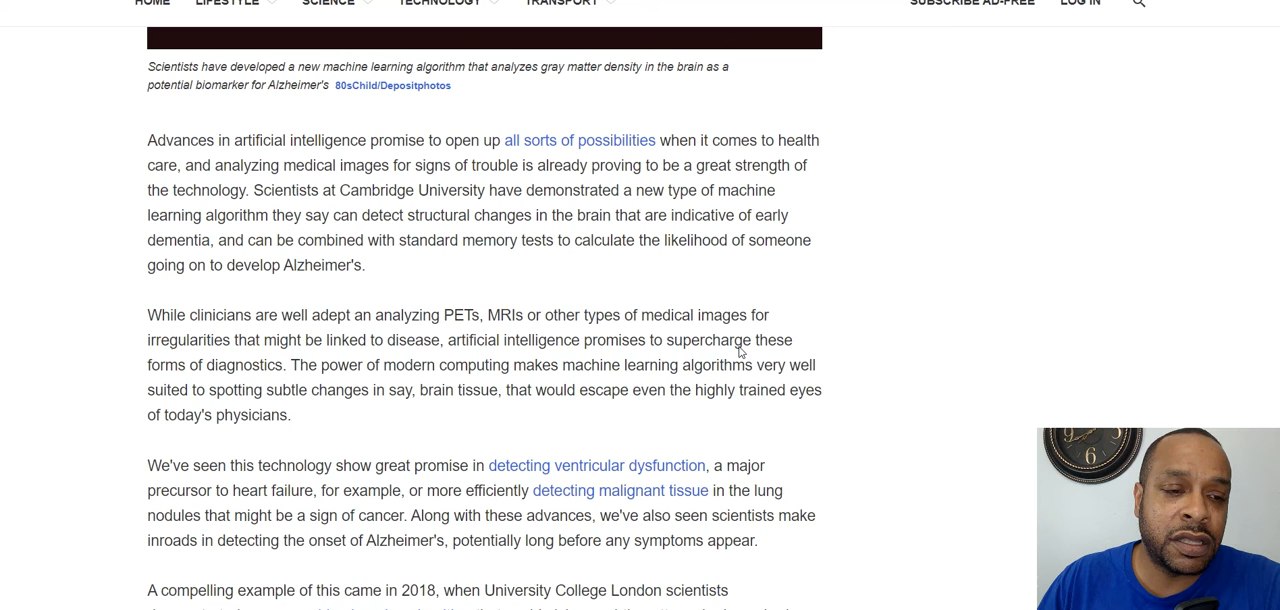 HOME LIFESTYLE SCIENCE TECHNOLOGY TRANSPORT SUBSCRIBE AD-FREE LOG IN
Scientists have developed a new machine learning algorithm that analyzes gray matter density in the brain as a
potential biomarker for Alzheimer's 80sChild/Depositphotos
Advances in artificial intelligence promise to open up all sorts of possibilities when it comes to health
care, and analyzing medical images for signs of trouble is already proving to be a great strength of
the technology. Scientists at Cambridge University have demonstrated a new type of machine
learning algorithm they say can detect structural changes in the brain that are indicative of early
dementia, and can be combined with standard memory tests to calculate the likelihood of someone
going on to develop Alzheimer's.
While clinicians are well adept an analyzing PETs, MRIs or other types of medical images for
irregularities that might be linked to disease, artificial intelligence promises to supercharge these
forms of diagnostics. The power of modern computing makes machine learning algorithms very well
suited to spotting subtle changes in say, brain tissue, that would escape even the highly trained eyes
of today's physicians.
We've seen this technology show great promise in detecting ventricular dysfunction, a major
precursor to heart failure, for example, or more efficiently detecting malignant tissue in the lung
nodules that might be a sign of cancer. Along with these advances, we've also seen scientists make
inroads in detecting the onset of Alzheimer's, potentially long before any symptoms appear.
A compelling example of this came in 2018, when University College London scientists